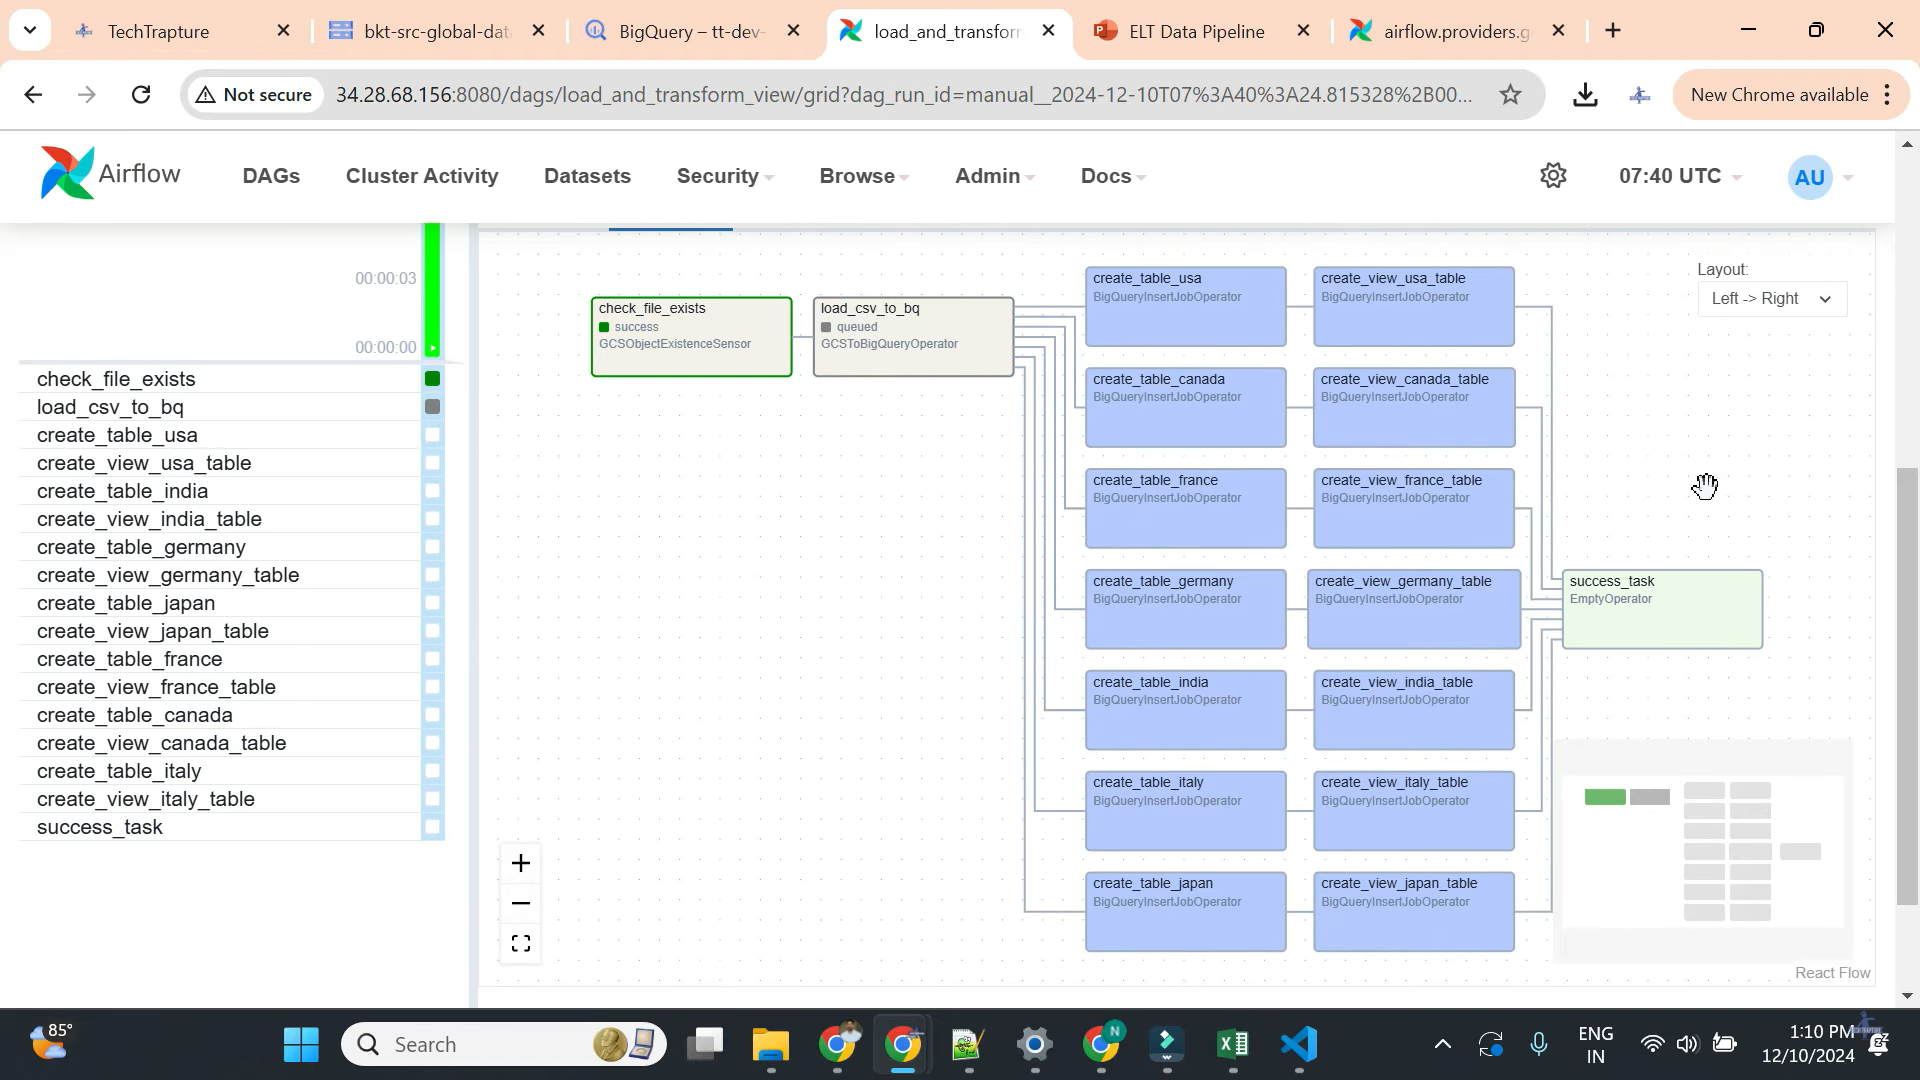 TechTrapture
bkt-src-global-dat
BigQuery – tt-dev-
load_and_transforn
ELT Data Pipeline
airflow.providers.g
Not secure
34.28.68.156:8080/dags/load_and_transform_view/grid?dag_run_id=manual__2024-12-10T07%3A40%3A24.815328%2B00...
New Chrome available
Airflow
DAGs
Cluster Activity
Datasets
Security
Browse
Admin
Docs
07:40 UTC
AU
00:00:03
00:00:00
check_file_exists
load_csv_to_bq
create_table_usa
create_view_usa_table
create_table_india
create_view_india_table
create_table_germany
create_view_germany_table
create_table_japan
create_view_japan_table
create_table_france
create_view_france_table
create_table_canada
create_view_canada_table
create_table_italy
create_view_italy_table
success_task
check_file_exists
success
GCSObjectExistenceSensor
load_csv_to_bq
queued
GCSToBigQueryOperator
create_table_usa
BigQueryInsertJobOperator
create_view_usa_table
BigQueryInsertJobOperator
create_table_canada
BigQueryInsertJobOperator
create_view_canada_table
BigQueryInsertJobOperator
create_table_france
BigQueryInsertJobOperator
create_view_france_table
BigQueryInsertJobOperator
create_table_germany
BigQueryInsertJobOperator
create_view_germany_table
BigQueryInsertJobOperator
create_table_india
BigQueryInsertJobOperator
create_view_india_table
BigQueryInsertJobOperator
create_table_italy
BigQueryInsertJobOperator
create_view_italy_table
BigQueryInsertJobOperator
create_table_japan
BigQueryInsertJobOperator
create_view_japan_table
BigQueryInsertJobOperator
success_task
EmptyOperator
Layout:
Left -> Right
React Flow
85°
Search
N
ENG
IN
1:10 PM
12/10/2024